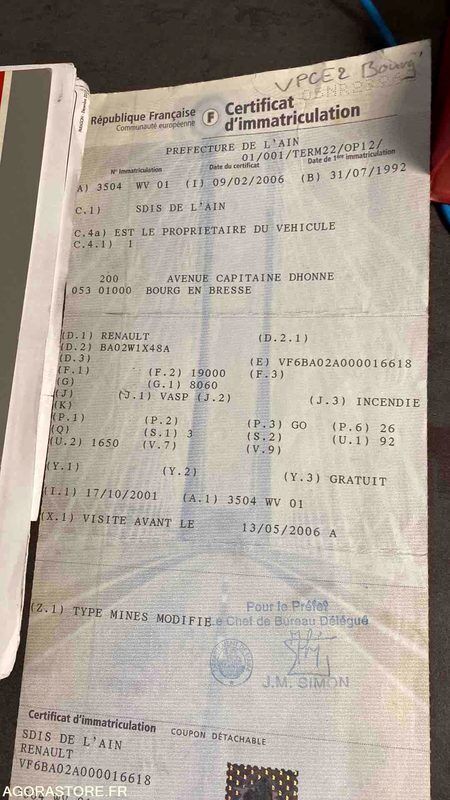 VPCE2 Bourg
République Française
Communauté européenne
F
Certificat
d'immatriculation
PREFECTURE DE L'AIN
01/001/TERM22/OP12/
N° Immatriculation Date du certificat Date de 1ère immatriculation
A) 3504 WV 01 (I) 09/02/2006 (B) 31/07/1992
C.1) SDIS DE L'AIN
C.4a) EST LE PROPRIETAIRE DU VEHICULE
C.4.1) 1
200 AVENUE CAPITAINE DHONNE
053 01000 BOURG EN BRESSE
(D.1) RENAULT (D.2.1)
(D.2) BA02W1X48A
(D.3) (E) VF6BA02A000016618
(F.1) (F.2) 19000 (F.3)
(G) (G.1) 8060
(J) (J.1) VASP (J.2) (J.3) INCENDIE
(K)
(P.1) (P.2) (P.3) GO (P.6) 26
(Q) (S.1) 3 (S.2) (U.1) 92
(U.2) 1650 (V.7) (V.9)
(Y.1) (Y.2) (Y.3) GRATUIT
(I.1) 17/10/2001 (A.1) 3504 WV 01
(X.1) VISITE AVANT LE 13/05/2006 A
(Z.1) TYPE MINES MODIFIE
Pour le Préfet
Le Chef de Bureau Délégué
J.M. SIMON
Certificat d'immatriculation COUPON DÉTACHABLE
SDIS DE L'AIN
RENAULT
VF6BA02A000016618
AGORASTORE.FR